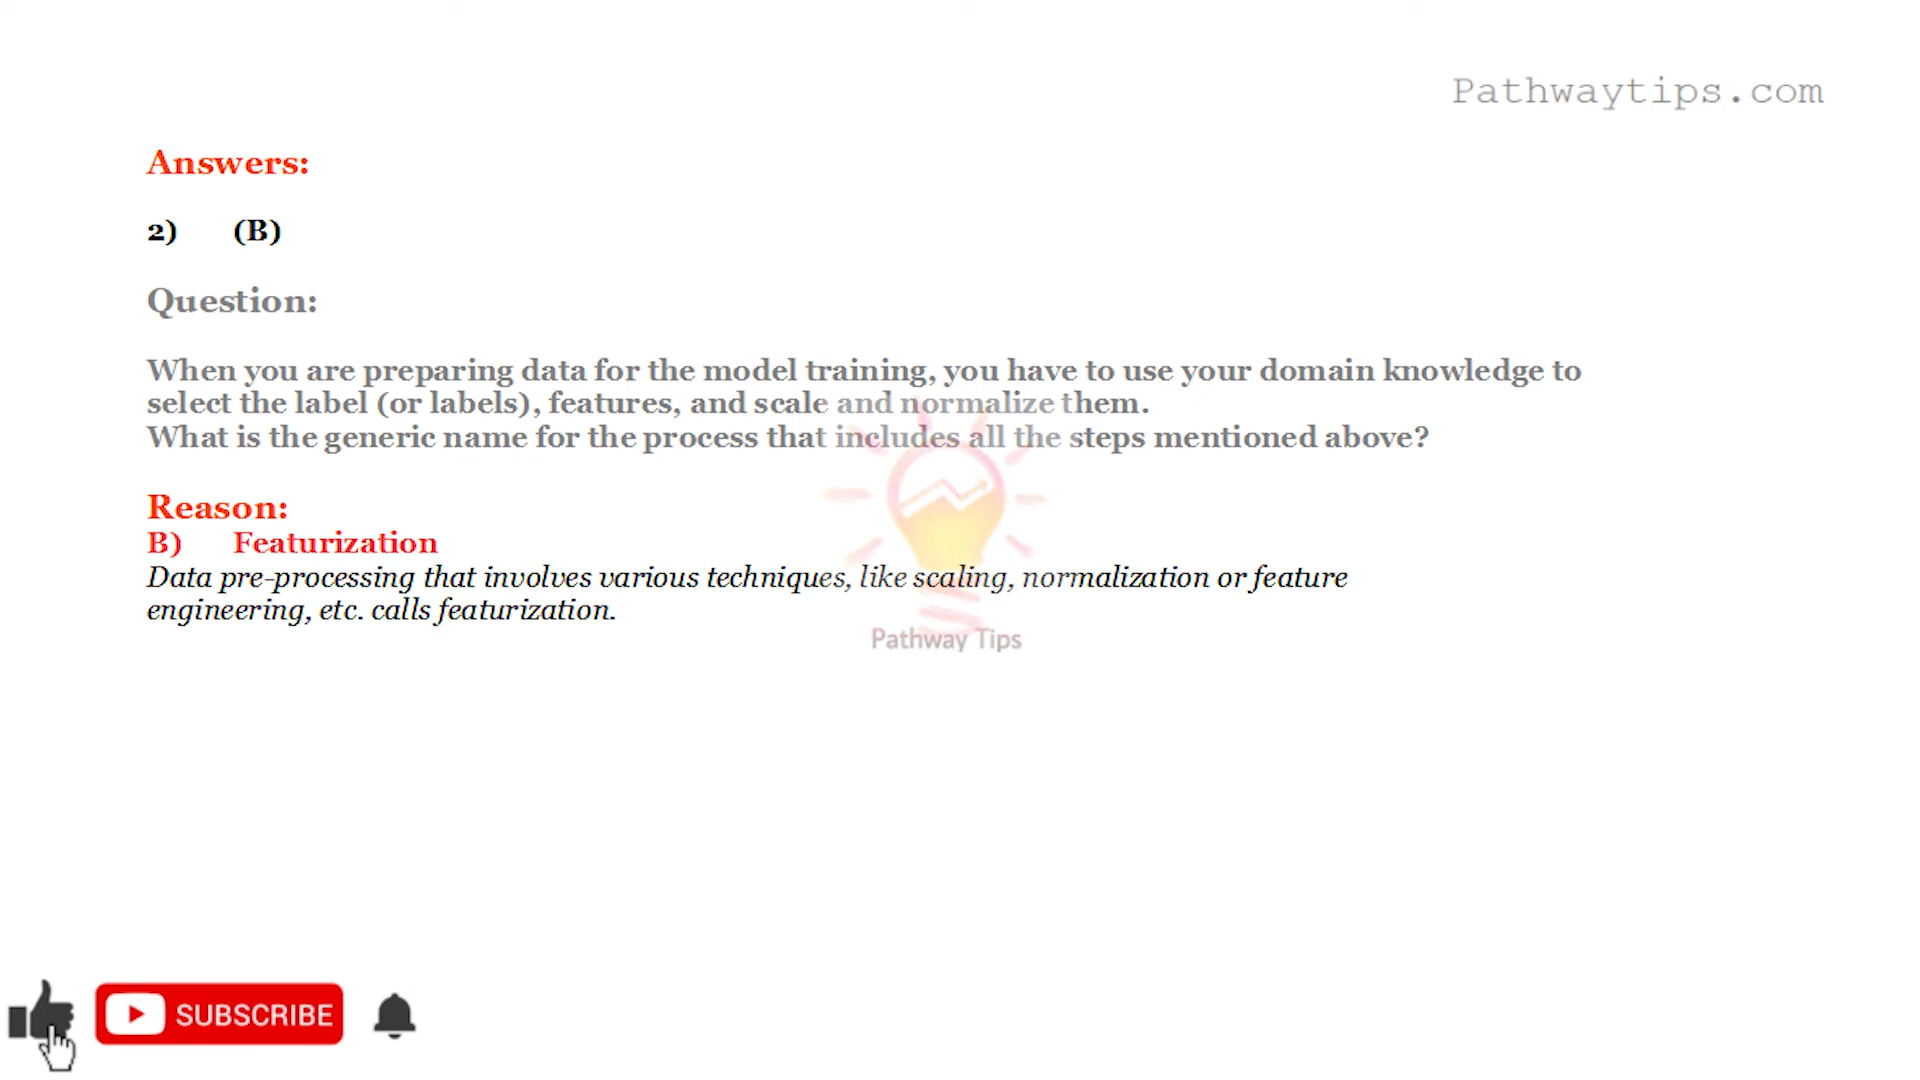 Pathwaytips.com
Answers:
2) (B)
Question:
When you are preparing data for the model training, you have to use your domain knowledge to
select the label (or labels), features, and scale and normalize them.
What is the generic name for the process that includes all the steps mentioned above?
Reason:
B) Featurization
Data pre-processing that involves various techniques, like scaling, normalization or feature
engineering, etc. calls featurization.
Pathway Tips
SUBSCRIBE